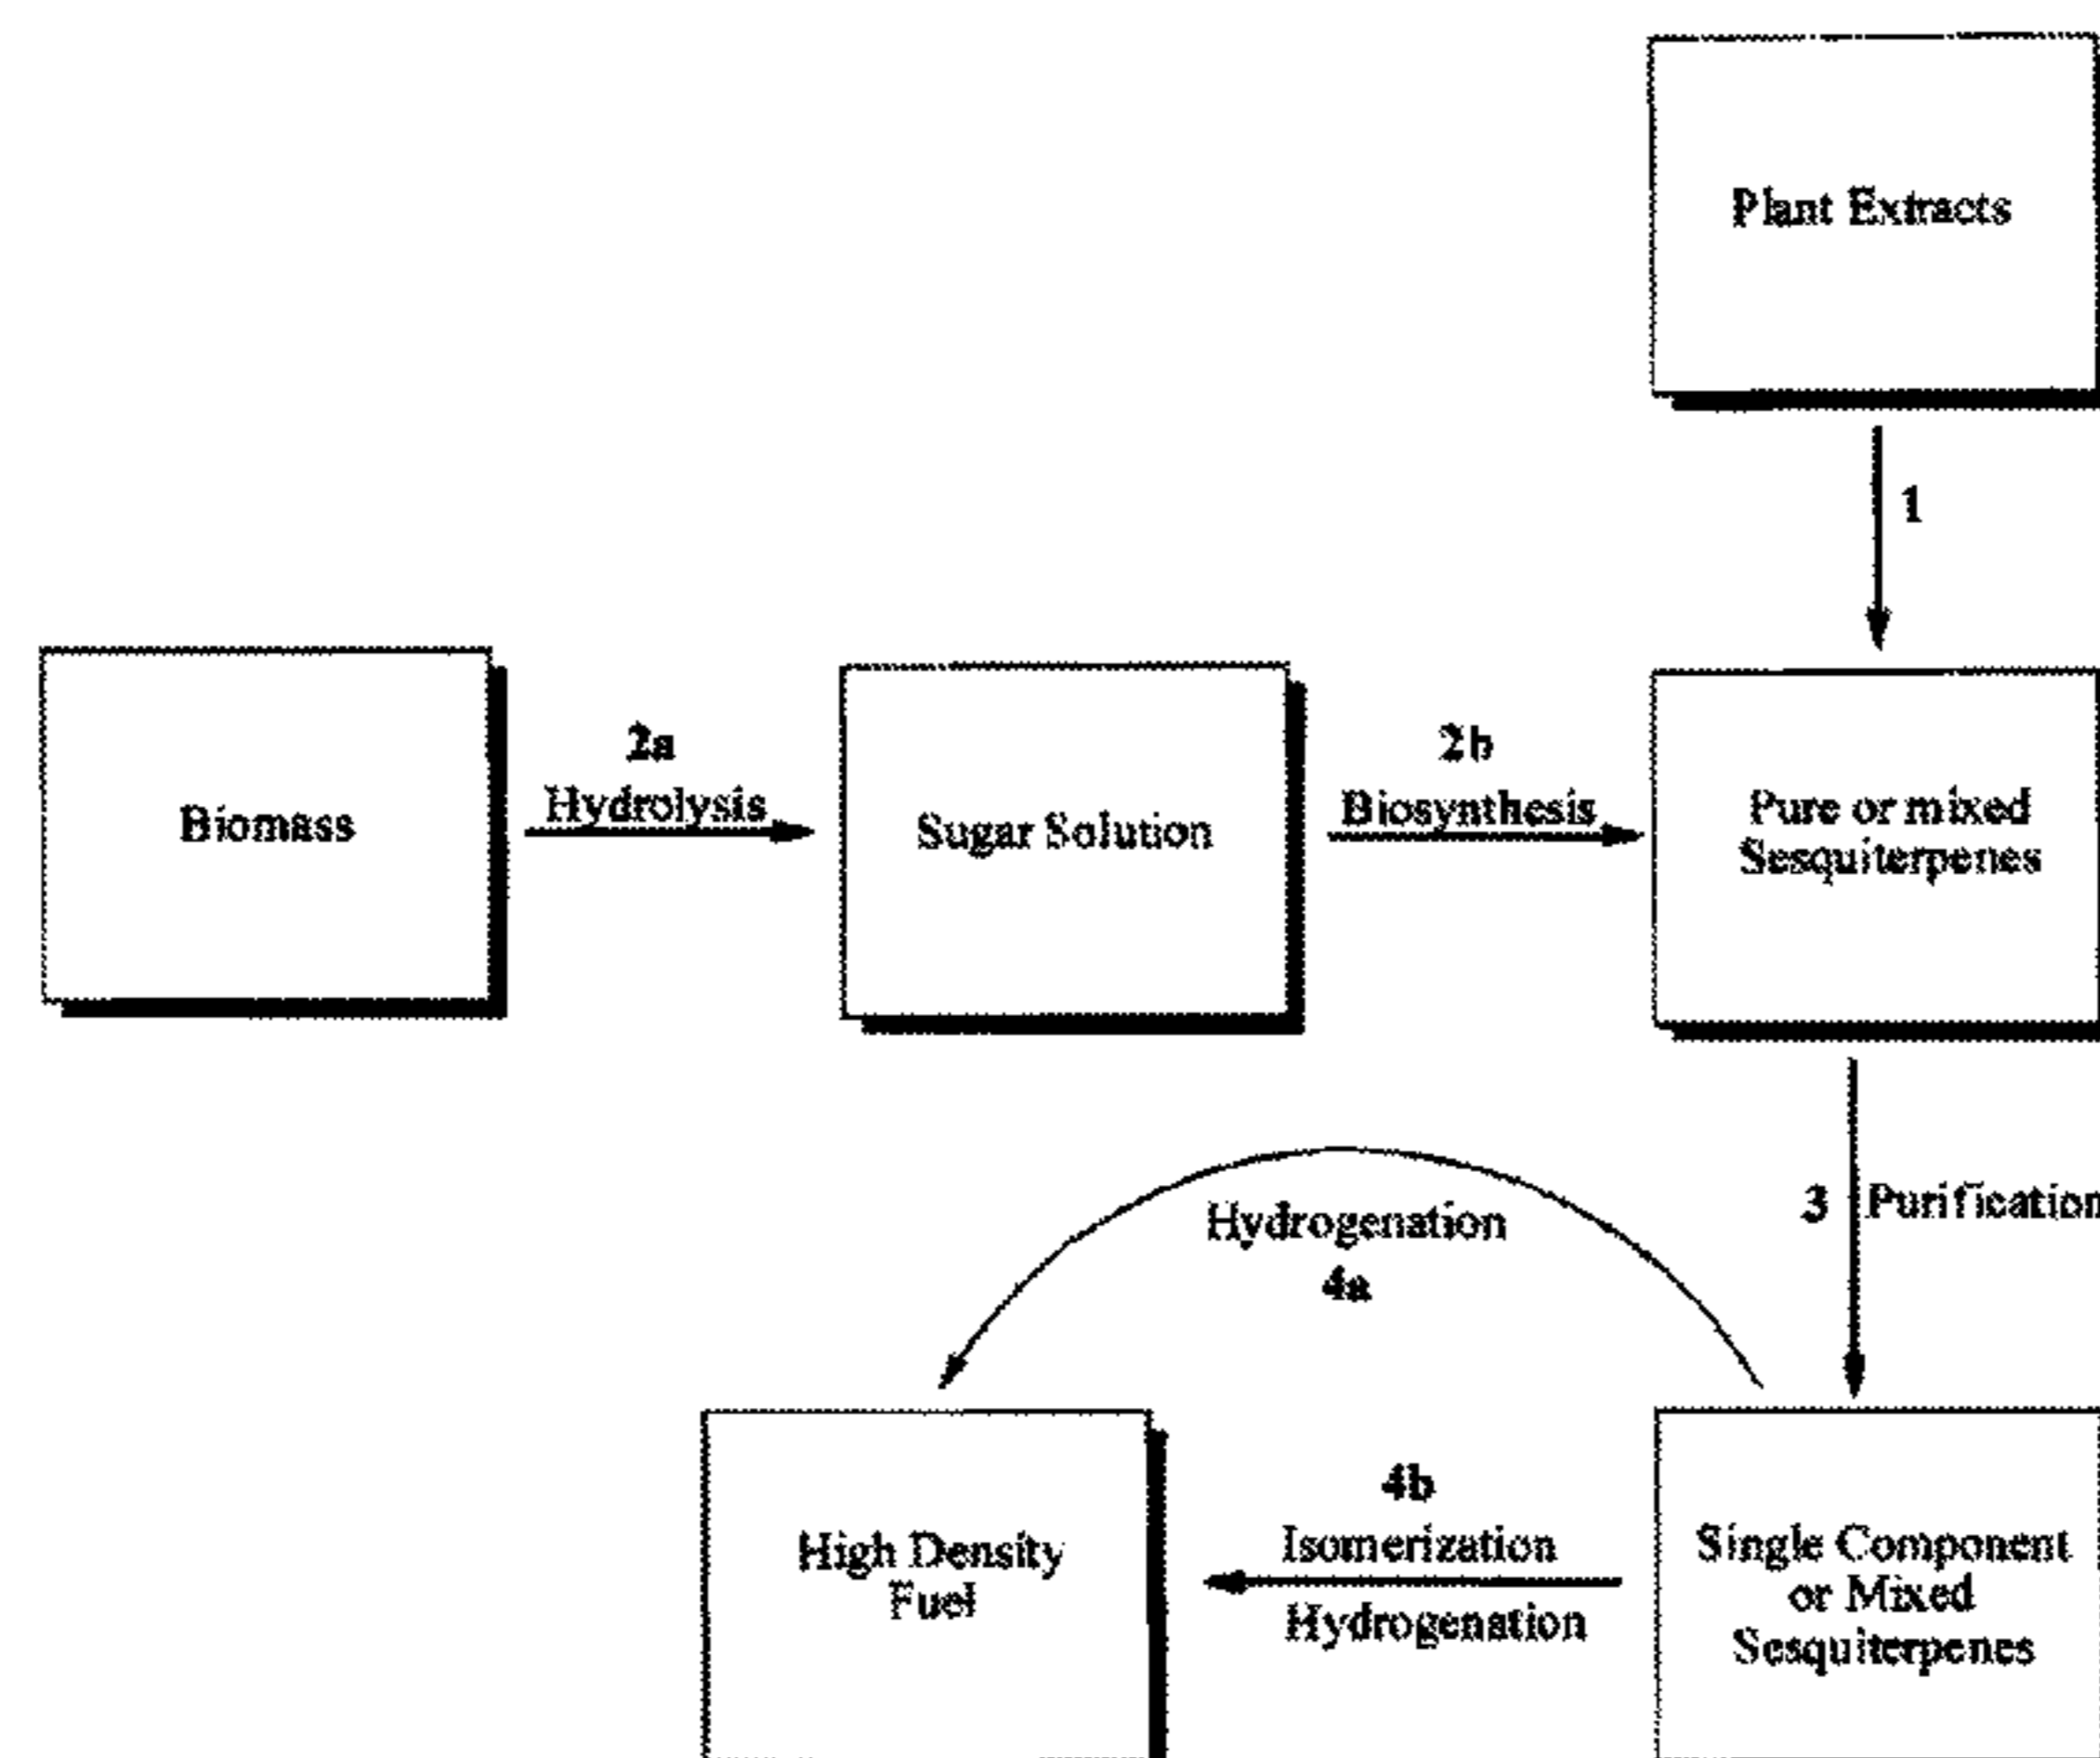 Plant Extracts
1
2a
Hydrolysis
2b
Biosynthesis
Biomass
Sugar Solution
Pure or mixed
Sesquiterpenes
3 Purification
Hydrogenation
4a
4b
Isomerization
Hydrogenation
High Density
Fuel
Single Component
or Mixed
Sesquiterpenes